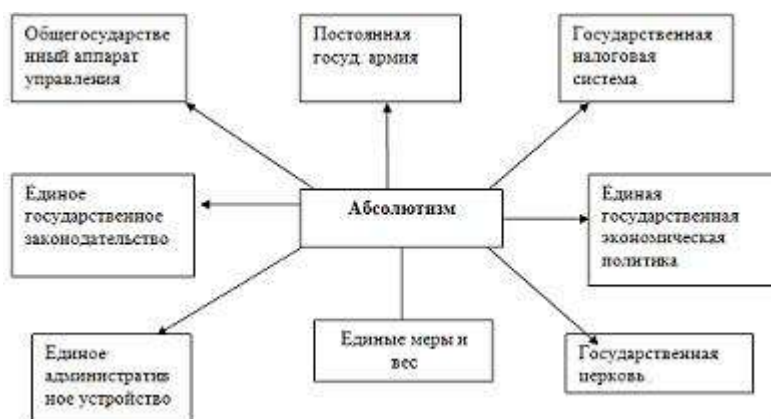 Общегосударстве
нный аппарат
управления
Постоянная
госуд. армия
Государственная
налоговая
система
Единое
государственное
законодательство
Абсолютизм
Единая
государственная
экономическая
политика
Единое
административ
ное устройство
Единые меры и
вес
Государственная
церковь